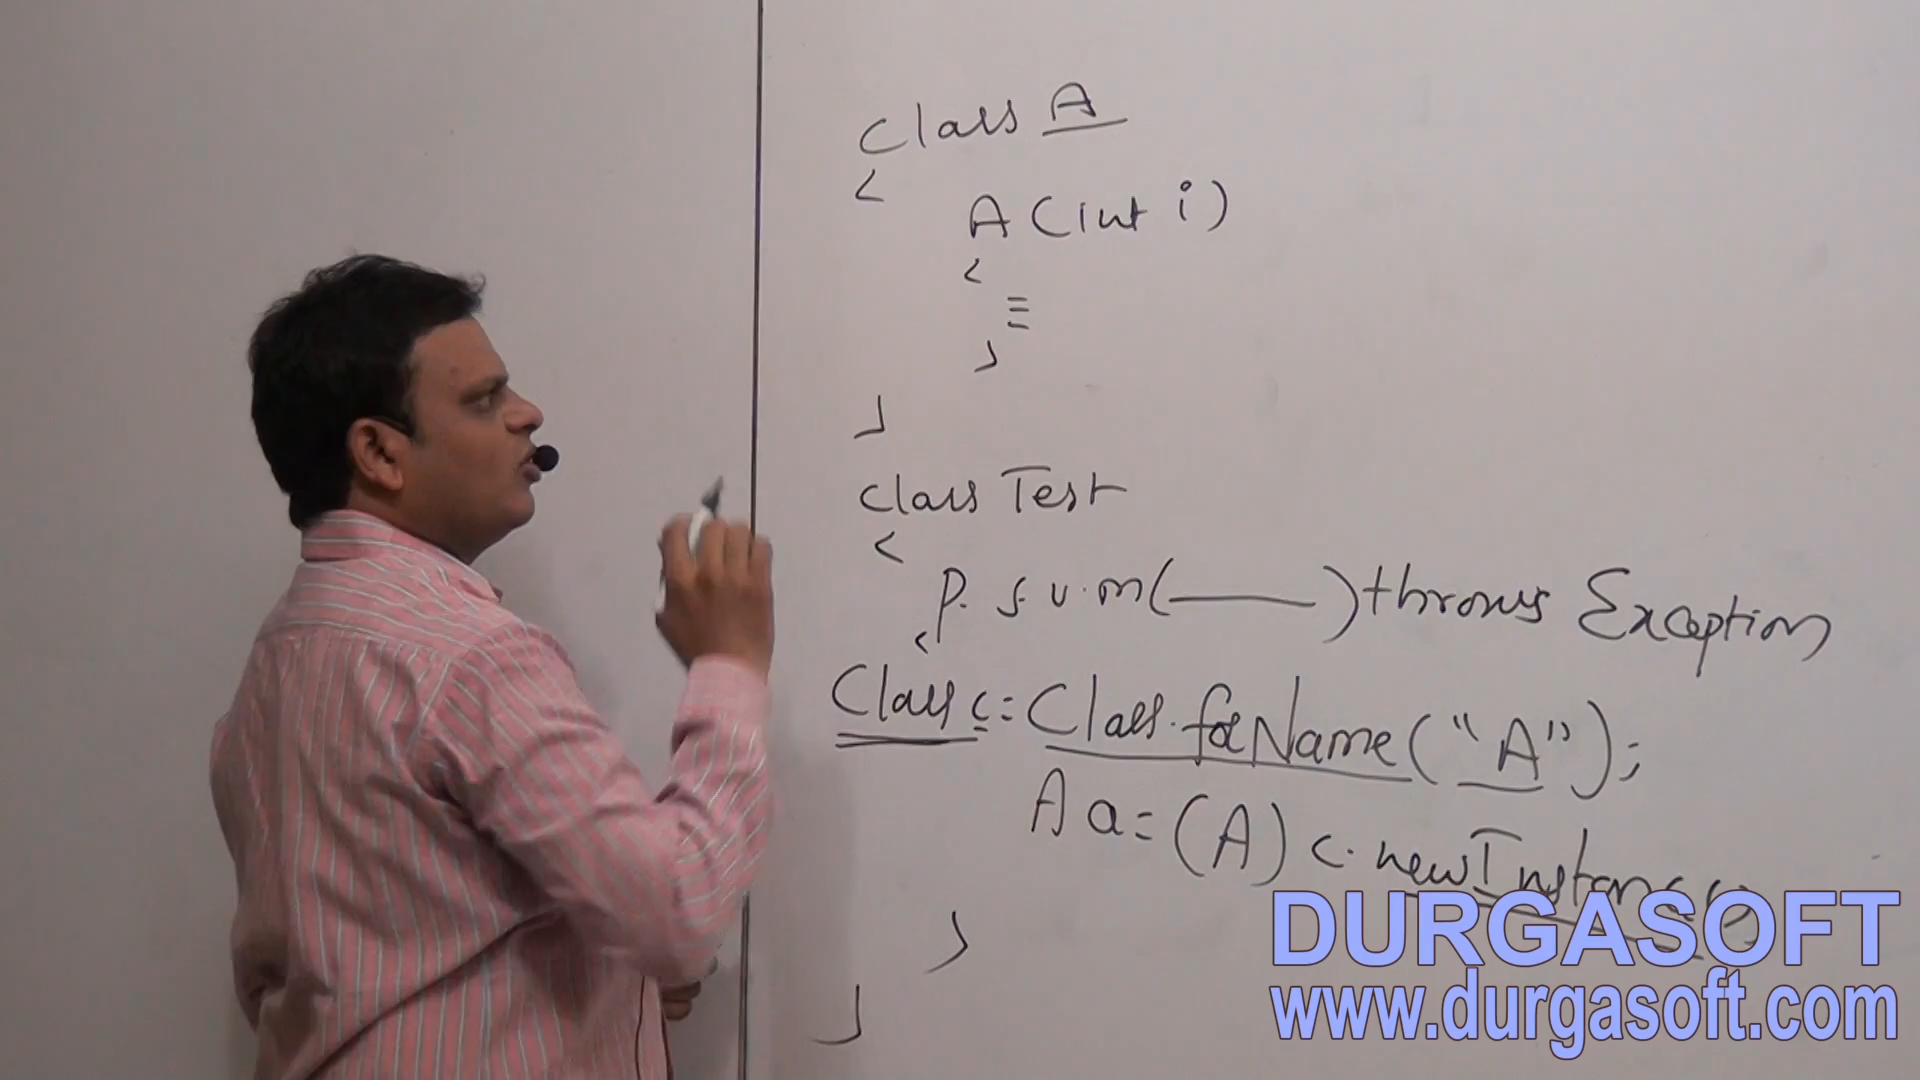 class A
{
A (int i)
{
}
}
class Test
{
p. s. v. m( ) throws Exception
{
Class c = Class.forName("A");
A a = (A) c. newInstance()
}
}
DURGASOFT
www.durgasoft.com